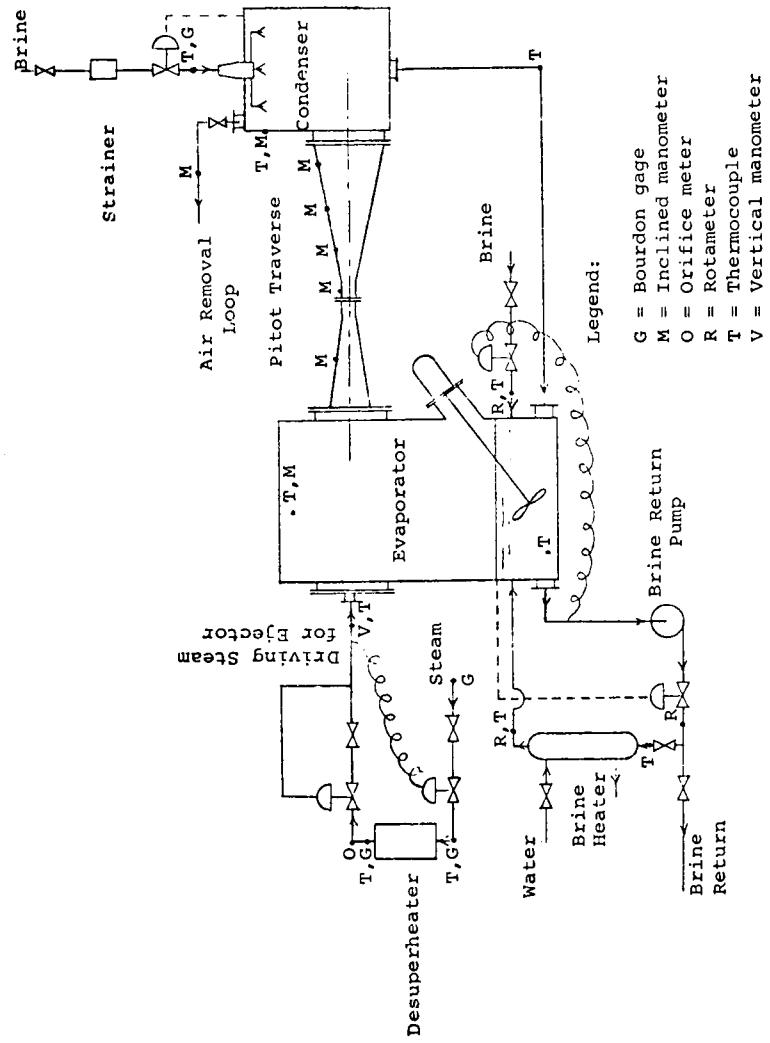 Brine
T,G
Strainer
M
Air Removal
Loop
Condenser
T,M
M
M
M
M
M
Pitot Traverse
T
Brine
R,T
T,M
Evaporator
.T
Driving Steam
for Ejector
V,T
Steam
G
O
T,G
T,G
Desuperheater
R,T
Water
Brine
Heater
T
R
Brine Return
Pump
Brine
Return
Legend:
G = Bourdon gage
M = Inclined manometer
O = Orifice meter
R = Rotameter
T = Thermocouple
V = Vertical manometer